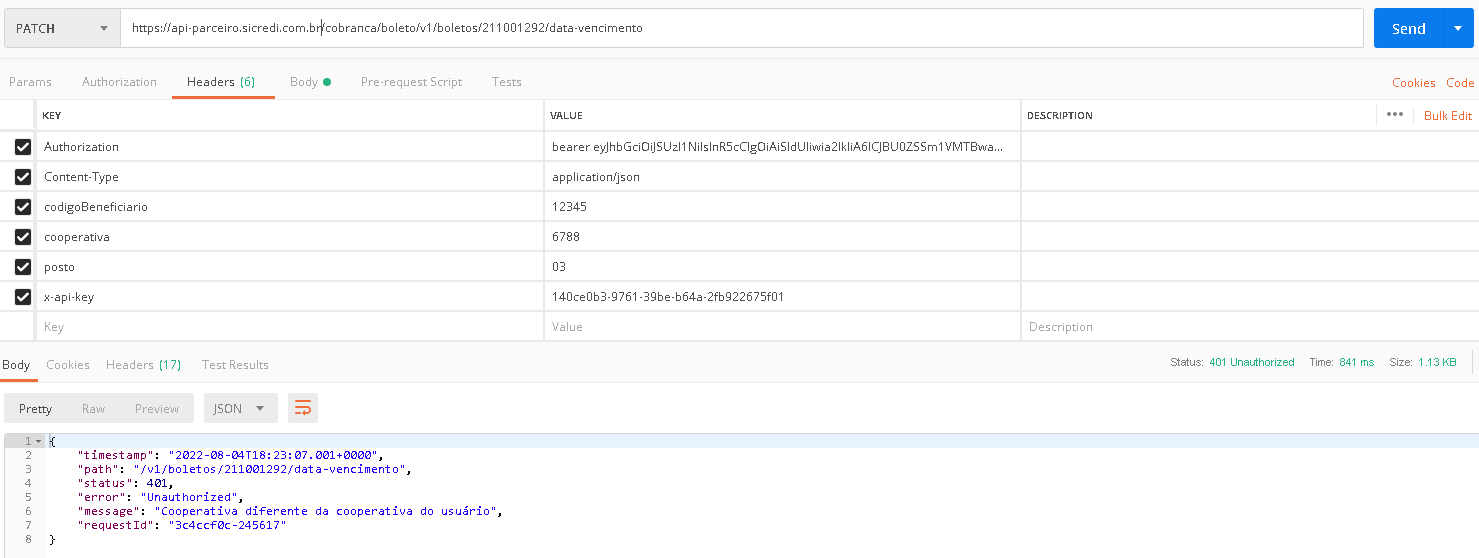 PATCH https://api-parceiro.sicredi.com.br/cobranca/boleto/v1/boletos/211001292/data-vencimento Send
Params Authorization Headers (6) Body Pre-request Script Tests Cookies Code
KEY VALUE DESCRIPTION ••• Bulk Edit
Authorization bearer
Content-Type application/json
codigoBeneficiario 12345
cooperativa 6788
posto 03
x-api-key 140ce0b3-9761-39be-b64a-2fb922675f01
Key Value Description
Body Cookies Headers (17) Test Results Status: 401 Unauthorized Time: 841 ms Size: 1.13 KB
Pretty Raw Preview JSON
1 {
2 "timestamp": "2022-08-04T18:23:07.001+0000",
3 "path": "/v1/boletos/211001292/data-vencimento",
4 "status": 401,
5 "error": "Unauthorized",
6 "message": "Cooperativa diferente da cooperativa do usuário",
7 "requestId": "3c4ccf0c-245617"
8 }